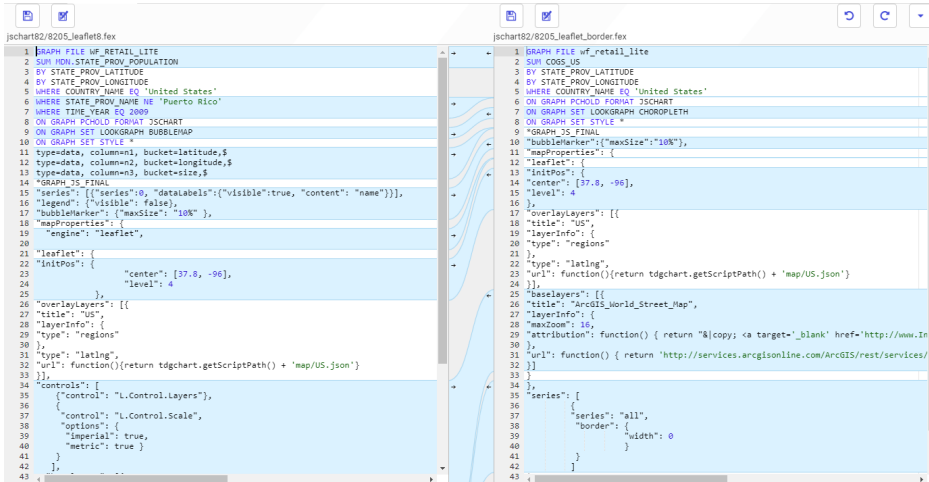 jschart82/8205_leaflet8.fex
1 GRAPH FILE WF_RETAIL_LITE
2 SUM MDN.STATE_PROV_POPULATION
3 BY STATE_PROV_LATITUDE
4 BY STATE_PROV_LONGITUDE
5 WHERE COUNTRY_NAME EQ 'United States'
6 WHERE STATE_PROV_NAME NE 'Puerto Rico'
7 WHERE TIME_YEAR EQ 2009
8 ON GRAPH PCHOLD FORMAT JSCHART
9 ON GRAPH SET LOOKGRAPH BUBBLEMAP
10 ON GRAPH SET STYLE *
11 type=data, column=n1, bucket=latitude,$
12 type=data, column=n2, bucket=longitude,$
13 type=data, column=n3, bucket=size,$
14 *GRAPH_JS_FINAL
15 "series": [{"series":0, "dataLabels":{"visible":true, "content": "name"}}],
16 "legend": {"visible": false},
17 "bubbleMarker": {"maxSize": "10%" },
18 "mapProperties": {
19 "engine": "leaflet",
20
21 "leaflet": {
22 "initPos": {
23 "center": [37.8, -96],
24 "level": 4
25 },
26 "overlayLayers": [{
27 "title": "US",
28 "layerInfo": {
29 "type": "regions"
30 },
31 "type": "latlng",
32 "url": function(){return tdgchart.getScriptPath() + 'map/US.json'}
33 }],
34 "controls": [
35 {"control": "L.Control.Layers"},
36 {
37 "control": "L.Control.Scale",
38 "options": {
39 "imperial": true,
40 "metric": true }
41 }
42 ],
43
jschart82/8205_leaflet_border.fex
1 GRAPH FILE wf_retail_lite
2 SUM COGS_US
3 BY STATE_PROV_LATITUDE
4 BY STATE_PROV_LONGITUDE
5 WHERE COUNTRY_NAME EQ 'United States'
6 ON GRAPH PCHOLD FORMAT JSCHART
7 ON GRAPH SET LOOKGRAPH CHOROPLETH
8 ON GRAPH SET STYLE *
9 *GRAPH_JS_FINAL
10 "bubbleMarker":{"maxSize":"10%"},
11 "mapProperties": {
12 "leaflet": {
13 "initPos": {
14 "center": [37.8, -96],
15 "level": 4
16 },
17 "overlayLayers": [{
18 "title": "US",
19 "layerInfo": {
20 "type": "regions"
21 },
22 "type": "latlng",
23 "url": function(){return tdgchart.getScriptPath() + 'map/US.json'}
24 }],
25 "baselayers": [{
26 "title": "ArcGIS_World_Street_Map",
27 "layerInfo": {
28 "maxZoom": 16,
29 "attribution": function() { return "&|copy; <a target='_blank' href='http://www.In
30 },
31 "url": function() { return 'http://services.arcgisonline.com/ArcGIS/rest/services/
32 }]
33 }
34 },
35 "series": [
36 {
37 "series": "all",
38 "border": {
39 "width": 0
40 }
41 }
42 ]
43